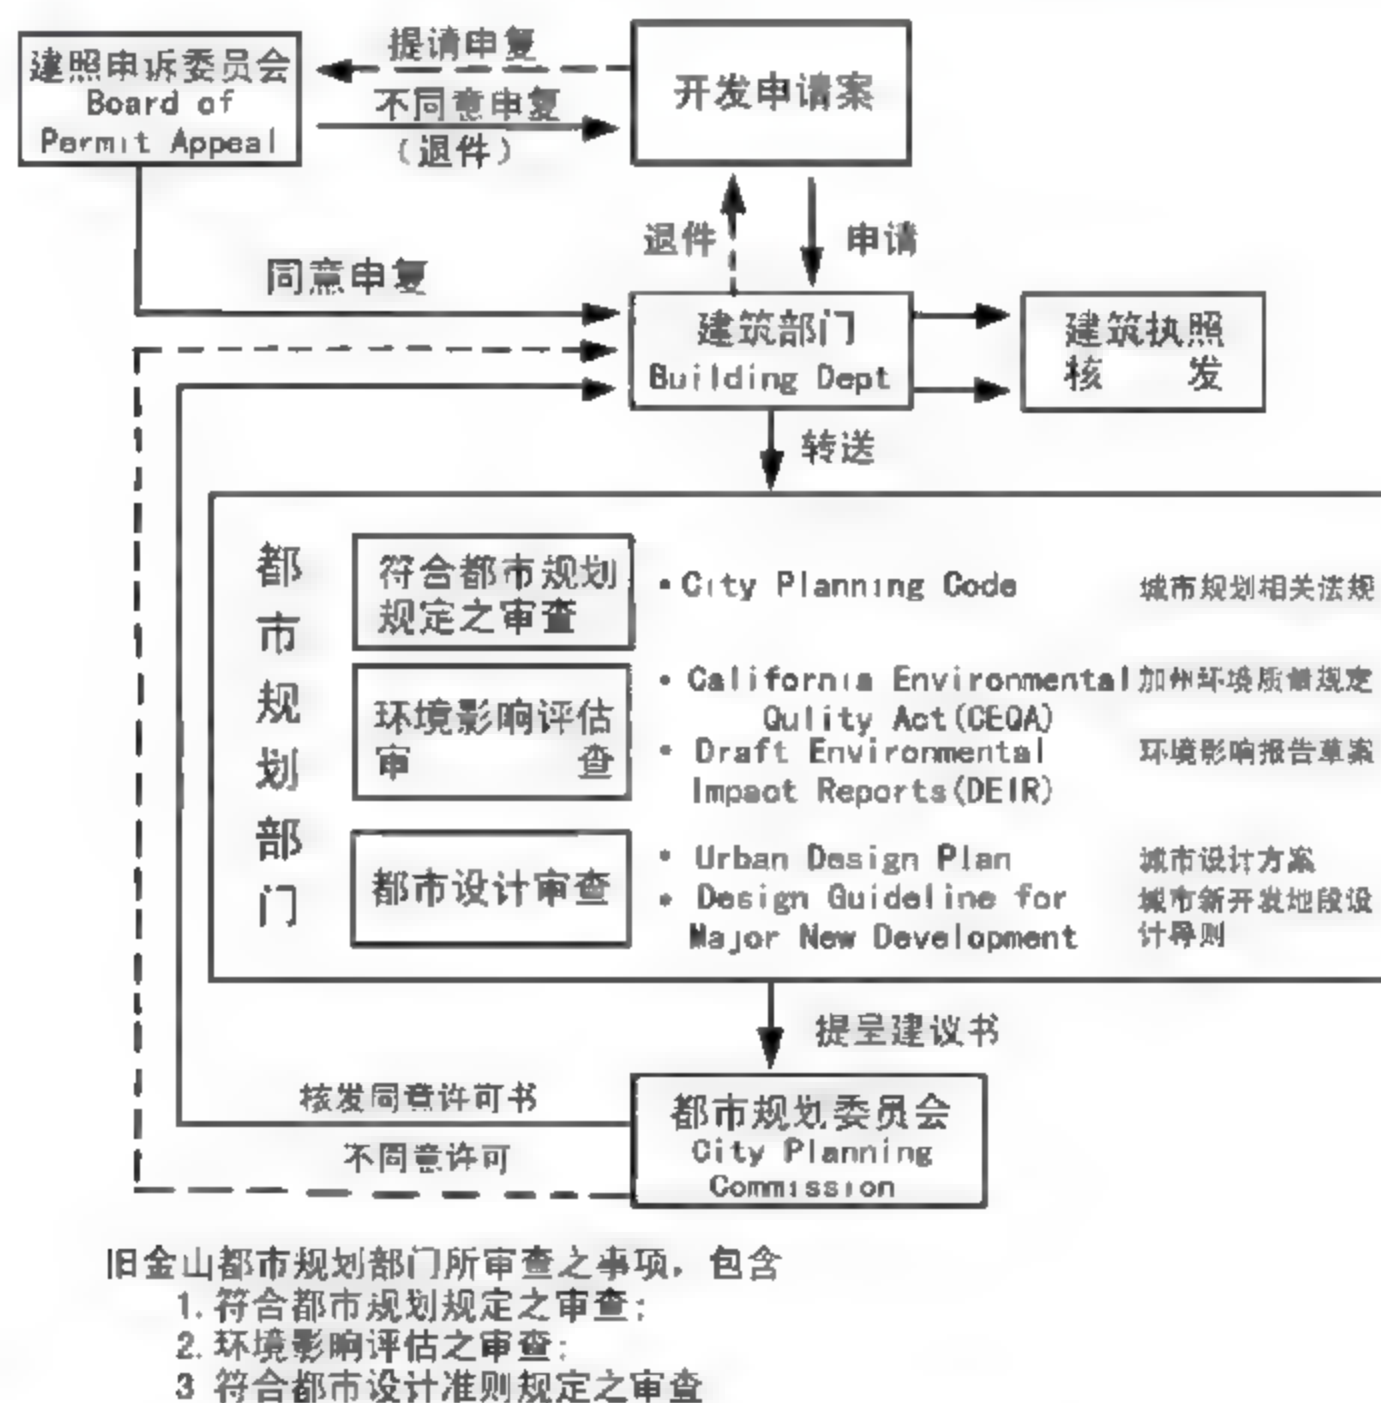 建照申诉委员会
Board of
Permit Appeal
提请申复
不同意申复
（退件）
开发申请案
退件
申请
同意申复
建筑部门
Building Dept
建筑执照
核 发
转送
都市规划部门
符合都市规划
规定之审查
• City Planning Code
城市规划相关法规
环境影响评估
审 查
• California Environmental
Qulity Act(CEQA)
加州环境质量规定
• Draft Environmental
Impact Reports(DEIR)
环境影响报告草案
都市设计审查
• Urban Design Plan
城市设计方案
• Design Guideline for
Major New Development
城市新开发地段设
计导则
提呈建议书
核发同意许可书
不同意许可
都市规划委员会
City Planning
Commission
旧金山都市规划部门所审查之事项，包含
1. 符合都市规划规定之审查；
2. 环境影响评估之审查；
3 符合都市设计准则规定之审查